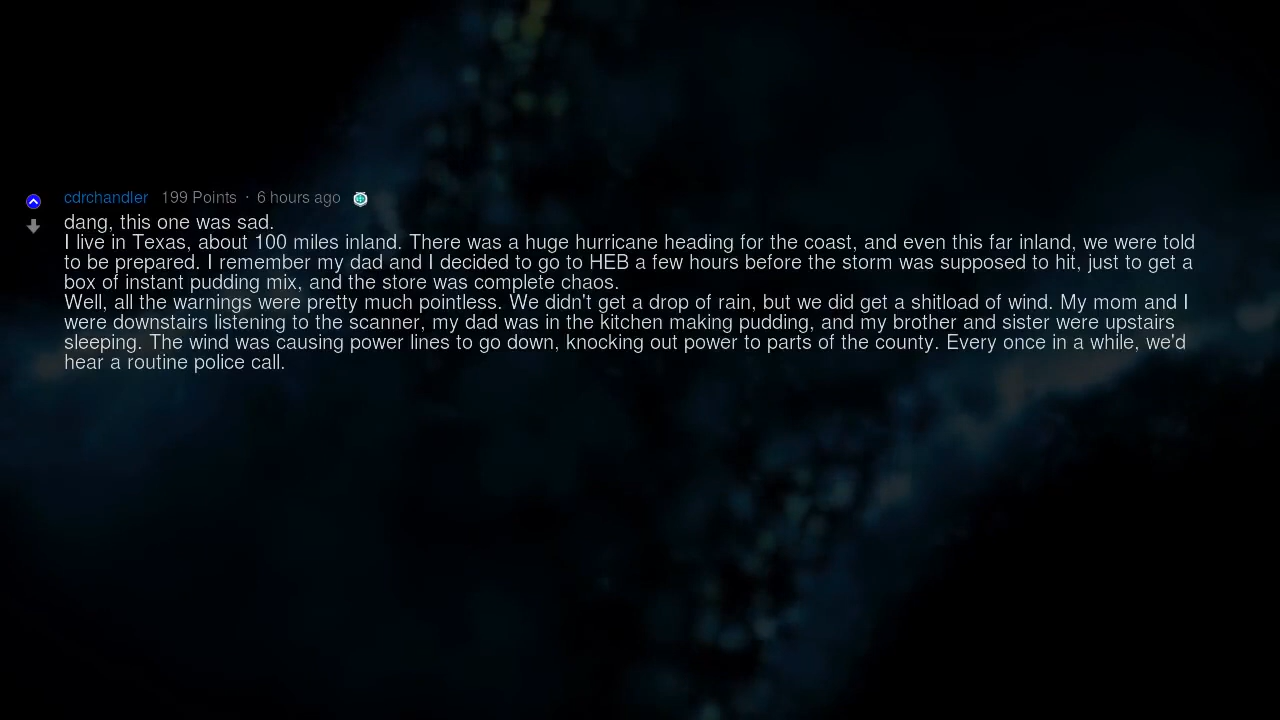 cdrchandler 199 Points · 6 hours ago
dang, this one was sad.
I live in Texas, about 100 miles inland. There was a huge hurricane heading for the coast, and even this far inland, we were told
to be prepared. I remember my dad and I decided to go to HEB a few hours before the storm was supposed to hit, just to get a
box of instant pudding mix, and the store was complete chaos.
Well, all the warnings were pretty much pointless. We didn't get a drop of rain, but we did get a shitload of wind. My mom and I
were downstairs listening to the scanner, my dad was in the kitchen making pudding, and my brother and sister were upstairs
sleeping. The wind was causing power lines to go down, knocking out power to parts of the county. Every once in a while, we'd
hear a routine police call.